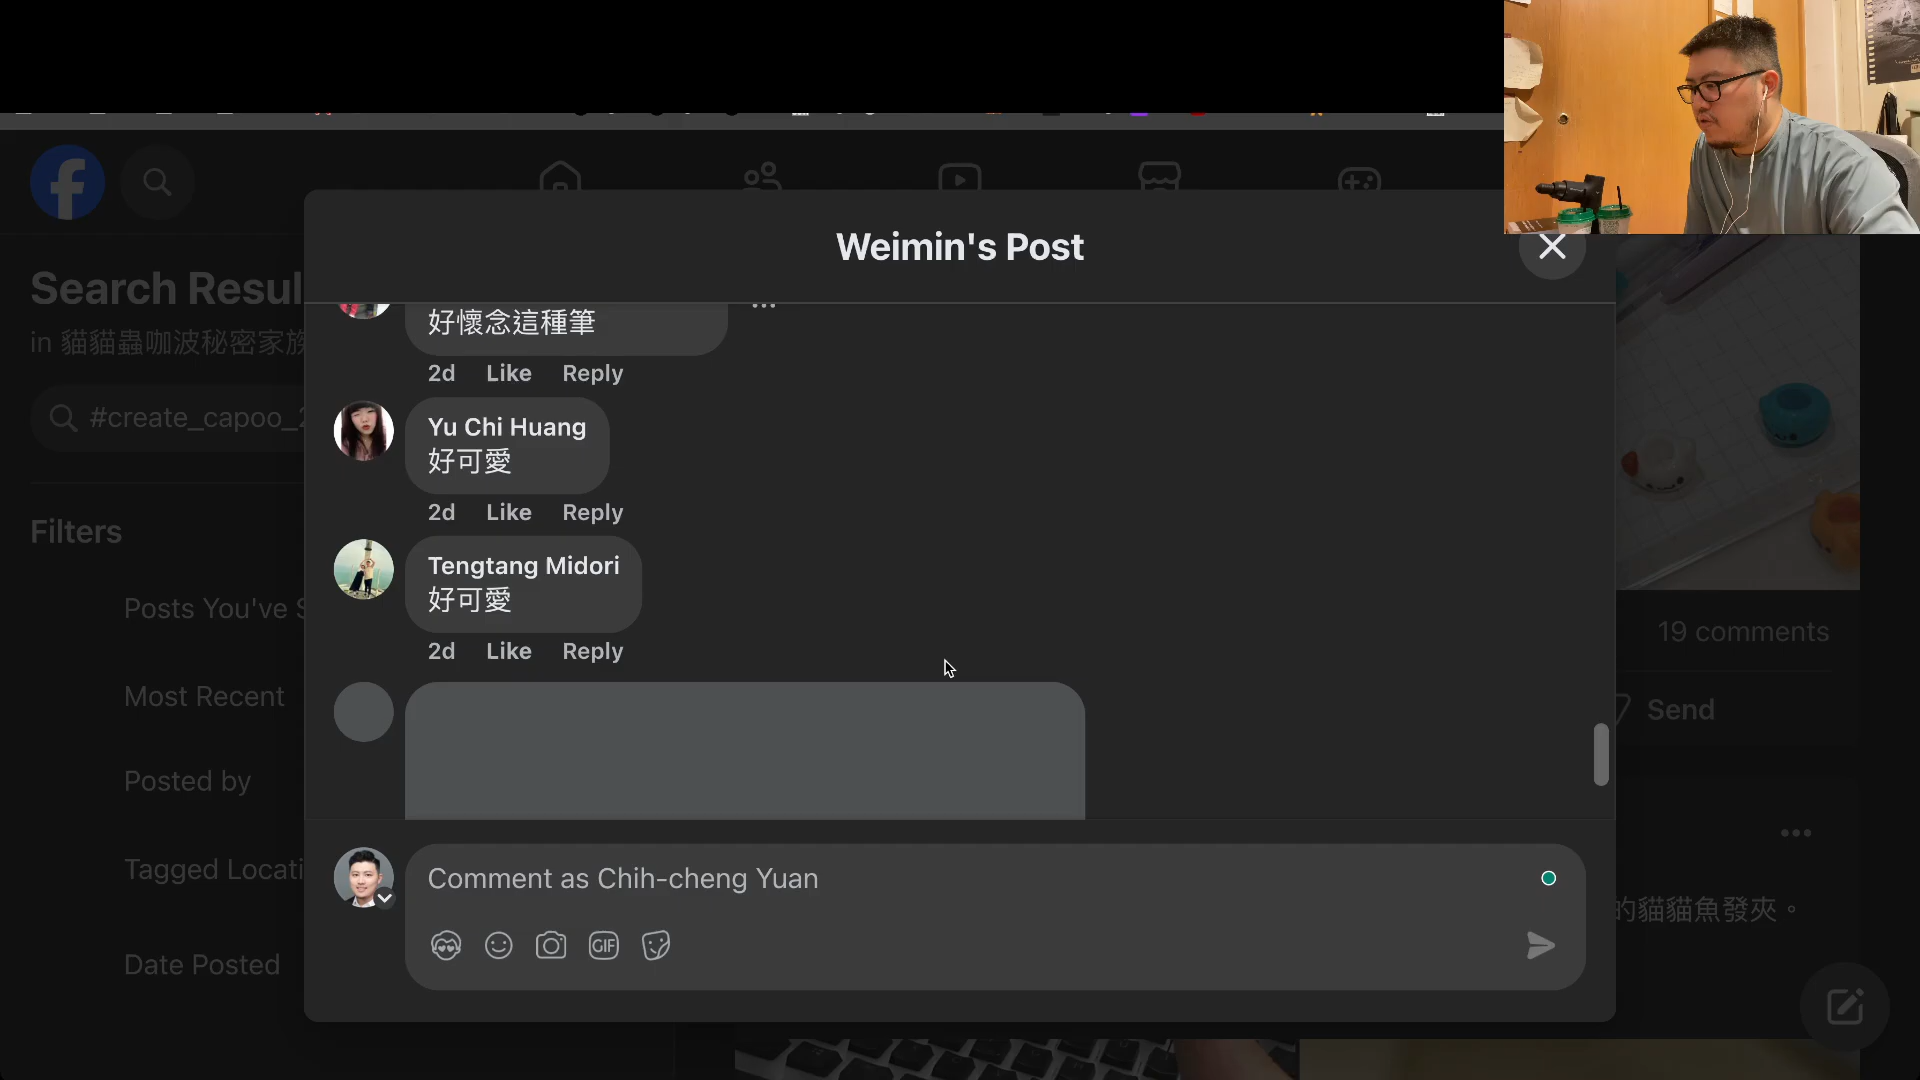 Weimin's Post
Search Resul
in 貓貓蟲咖波秘密家族
#create_capoo_2
Filters
Posts You've S
Most Recent
Posted by
Tagged Locati
Date Posted
好懷念這種筆
2d Like Reply
Yu Chi Huang
好可愛
2d Like Reply
Tengtang Midori
好可愛
2d Like Reply
Comment as Chih-cheng Yuan
GIF
19 comments
Send
的貓貓魚發夾。